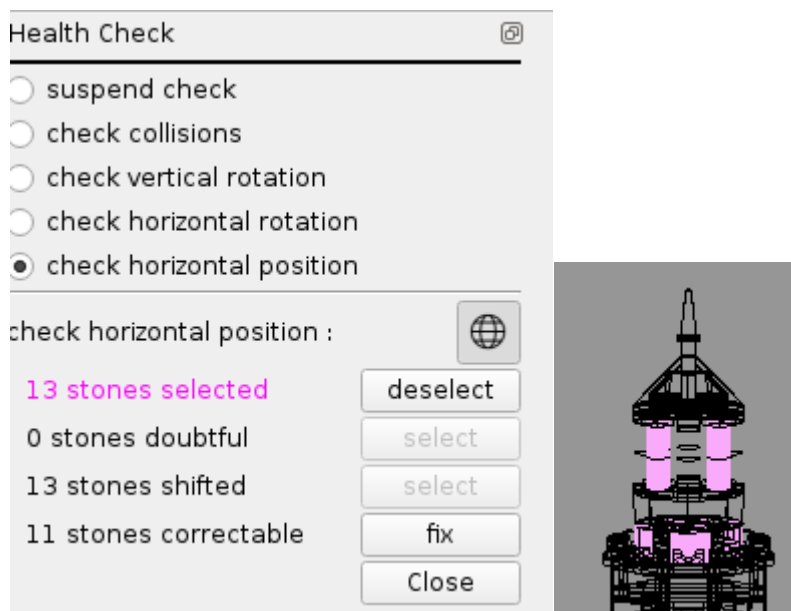 Health Check
suspend check
check collisions
check vertical rotation
check horizontal rotation
check horizontal position
check horizontal position :
13 stones selected deselect
0 stones doubtful select
13 stones shifted select
11 stones correctable fix
Close